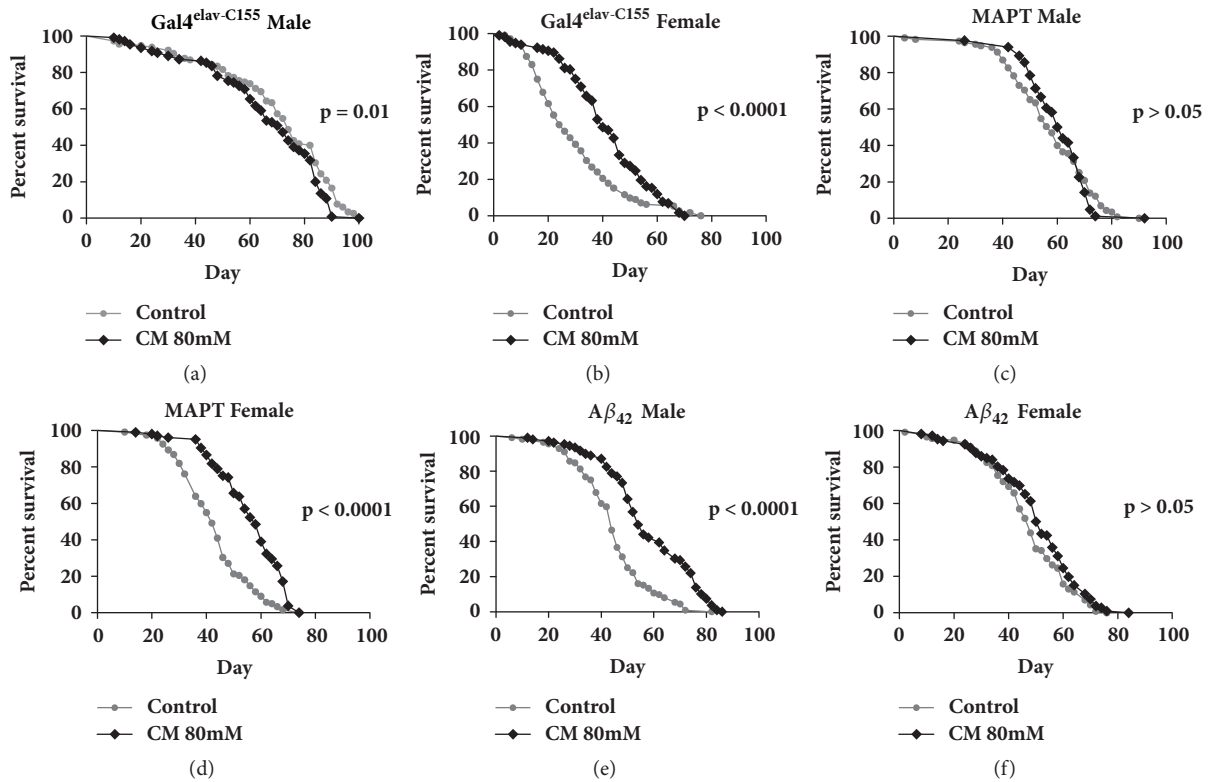 Gal4^elav-C155 Male
Percent survival
100
80
60
40
20
0
p = 0.01
0 20 40 60 80 100
Day
Control
CM 80mM
(a)
Gal4^elav-C155 Female
Percent survival
100
80
60
40
20
0
p < 0.0001
0 20 40 60 80 100
Day
Control
CM 80mM
(b)
MAPT Male
Percent survival
100
80
60
40
20
0
p > 0.05
0 20 40 60 80 100
Day
Control
CM 80mM
(c)
MAPT Female
Percent survival
100
80
60
40
20
0
p < 0.0001
0 20 40 60 80 100
Day
Control
CM 80mM
(d)
Aβ₄₂ Male
Percent survival
100
80
60
40
20
0
p < 0.0001
0 20 40 60 80 100
Day
Control
CM 80mM
(e)
Aβ₄₂ Female
Percent survival
100
80
60
40
20
0
p > 0.05
0 20 40 60 80 100
Day
Control
CM 80mM
(f)